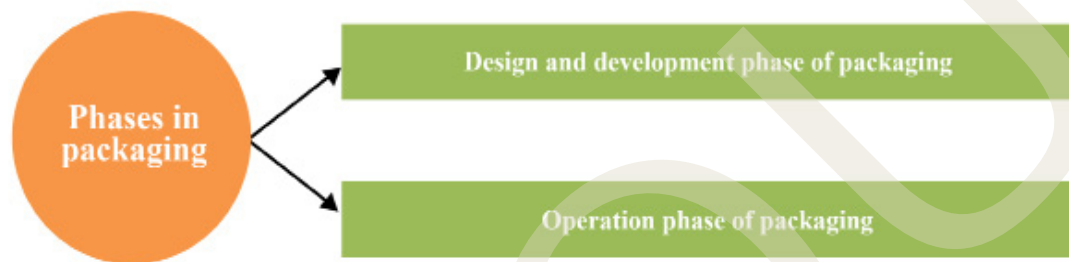 Phases in
packaging
Design and development phase of packaging
Operation phase of packaging